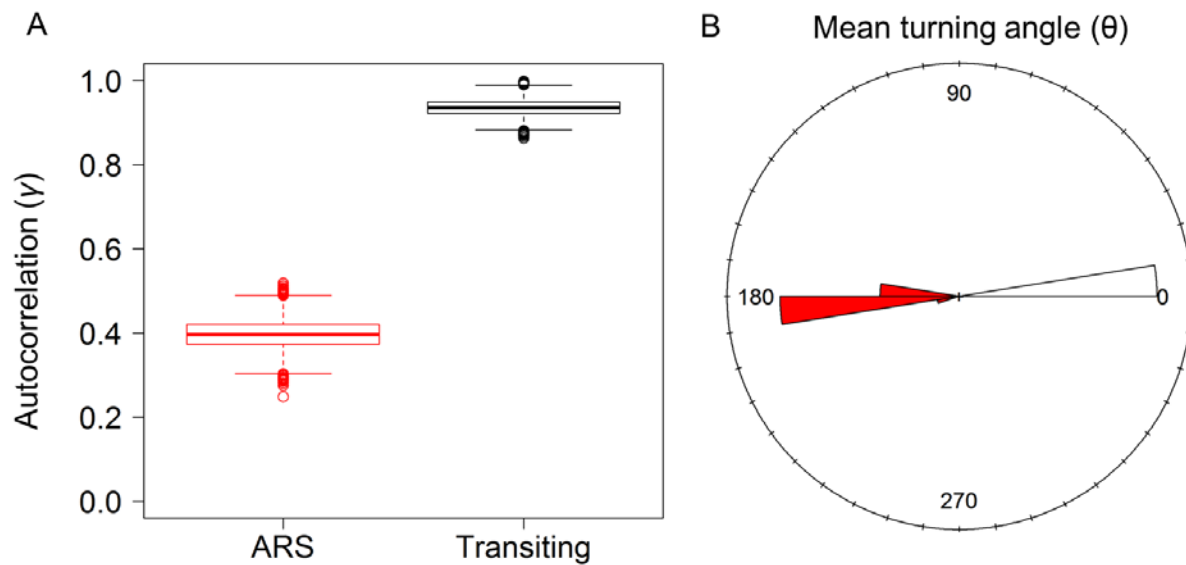 A
Autocorrelation (γ)
1.0
0.8
0.6
0.4
0.2
0.0
ARS Transiting
B
Mean turning angle (θ)
90
180 0
270